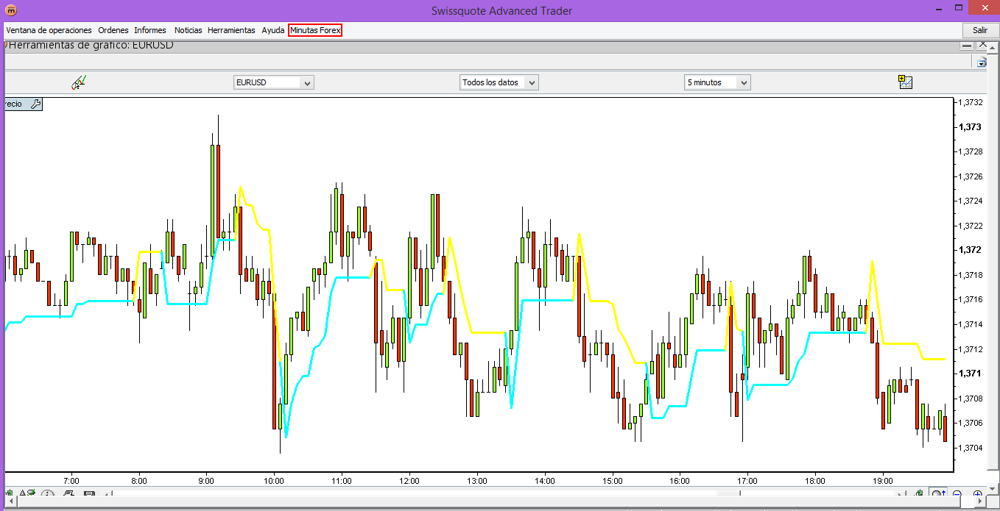 Swissquote Advanced Trader
Ventana de operaciones Ordenes Informes Noticias Herramientas Ayuda Minutas Forex Salir
Herramientas de gráfico: EURUSD
EURUSD Todos los datos 5 minutos
recio
1,3732
1,373
1,3728
1,3726
1,3724
1,3722
1,372
1,3718
1,3716
1,3714
1,3712
1,371
1,3708
1,3706
1,3704
7:00 8:00 9:00 10:00 11:00 12:00 13:00 14:00 15:00 16:00 17:00 18:00 19:00